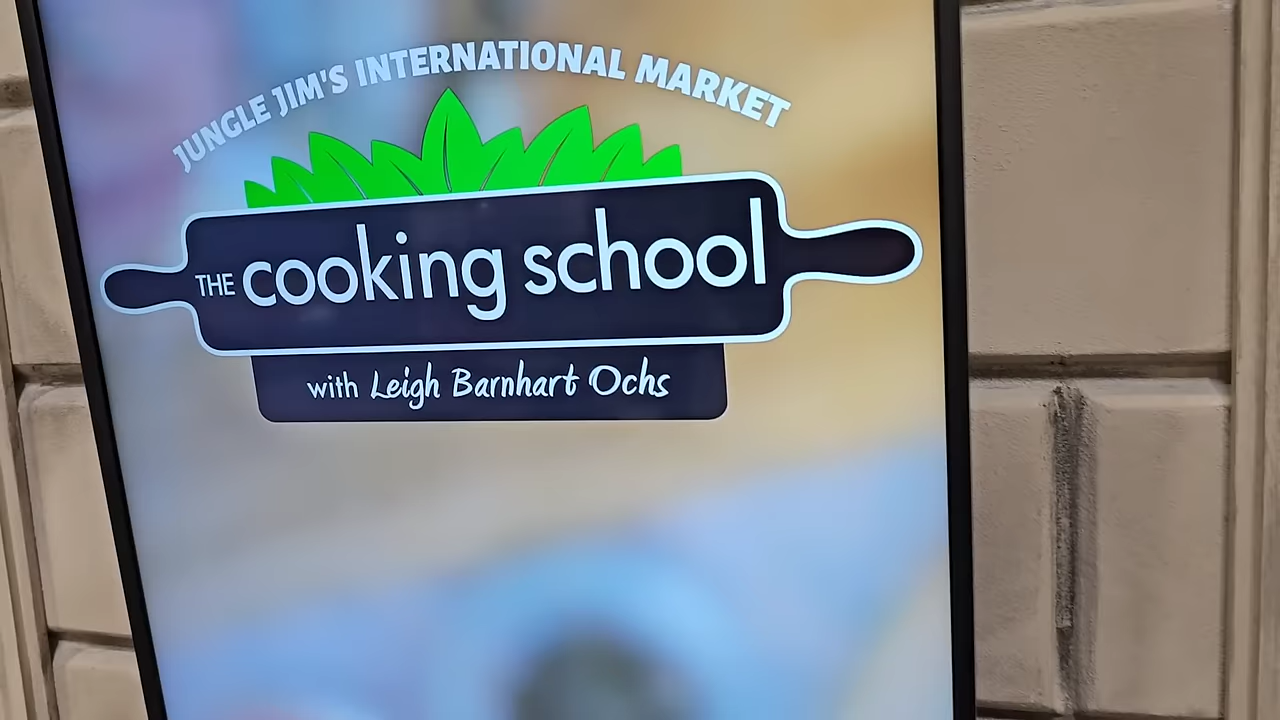 JUNGLE JIM'S INTERNATIONAL MARKET
THE cooking school
with Leigh Barnhart Ochs